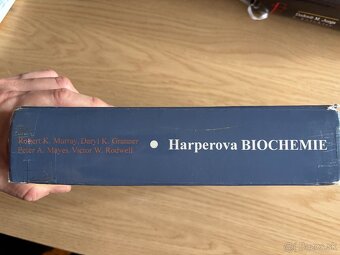 Robert K. Murray, Daryl K. Granner
Peter A. Mayes, Victor W. Rodwell
Harperova BIOCHEMIE